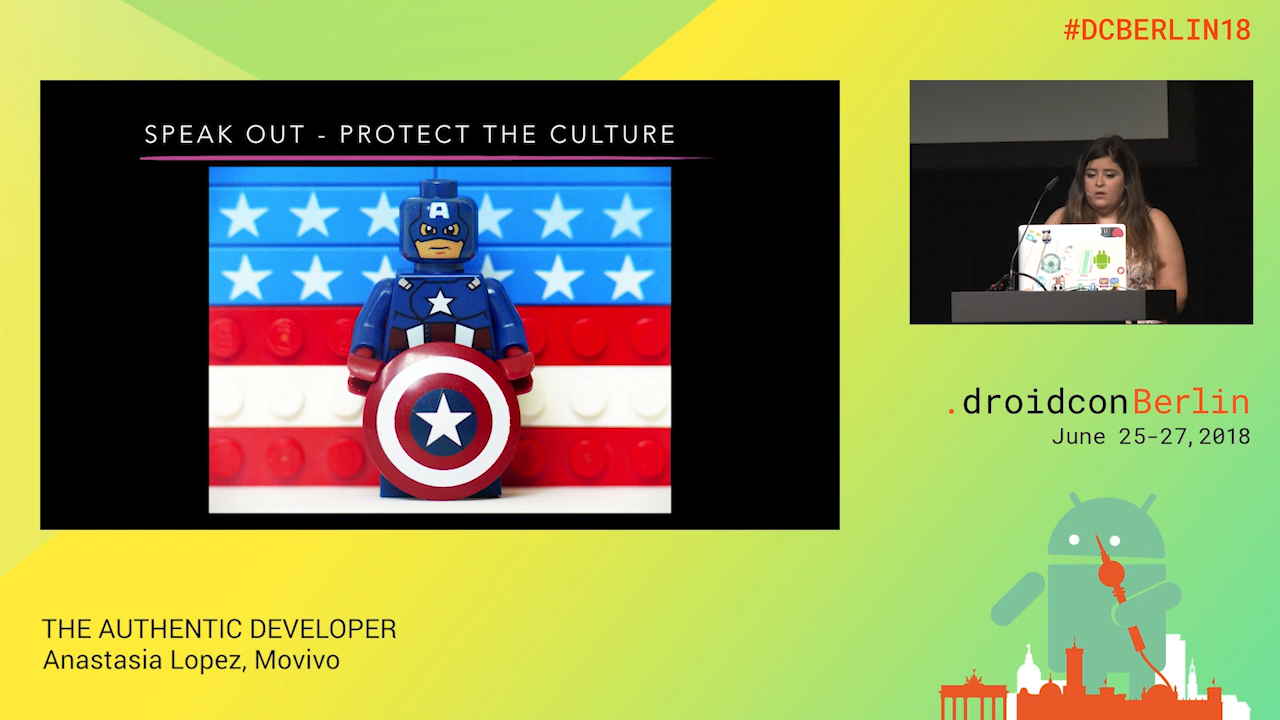 #DCBERLIN18
SPEAK OUT - PROTECT THE CULTURE
A
.droidconBerlin
June 25-27, 2018
THE AUTHENTIC DEVELOPER
Anastasia Lopez, Movivo